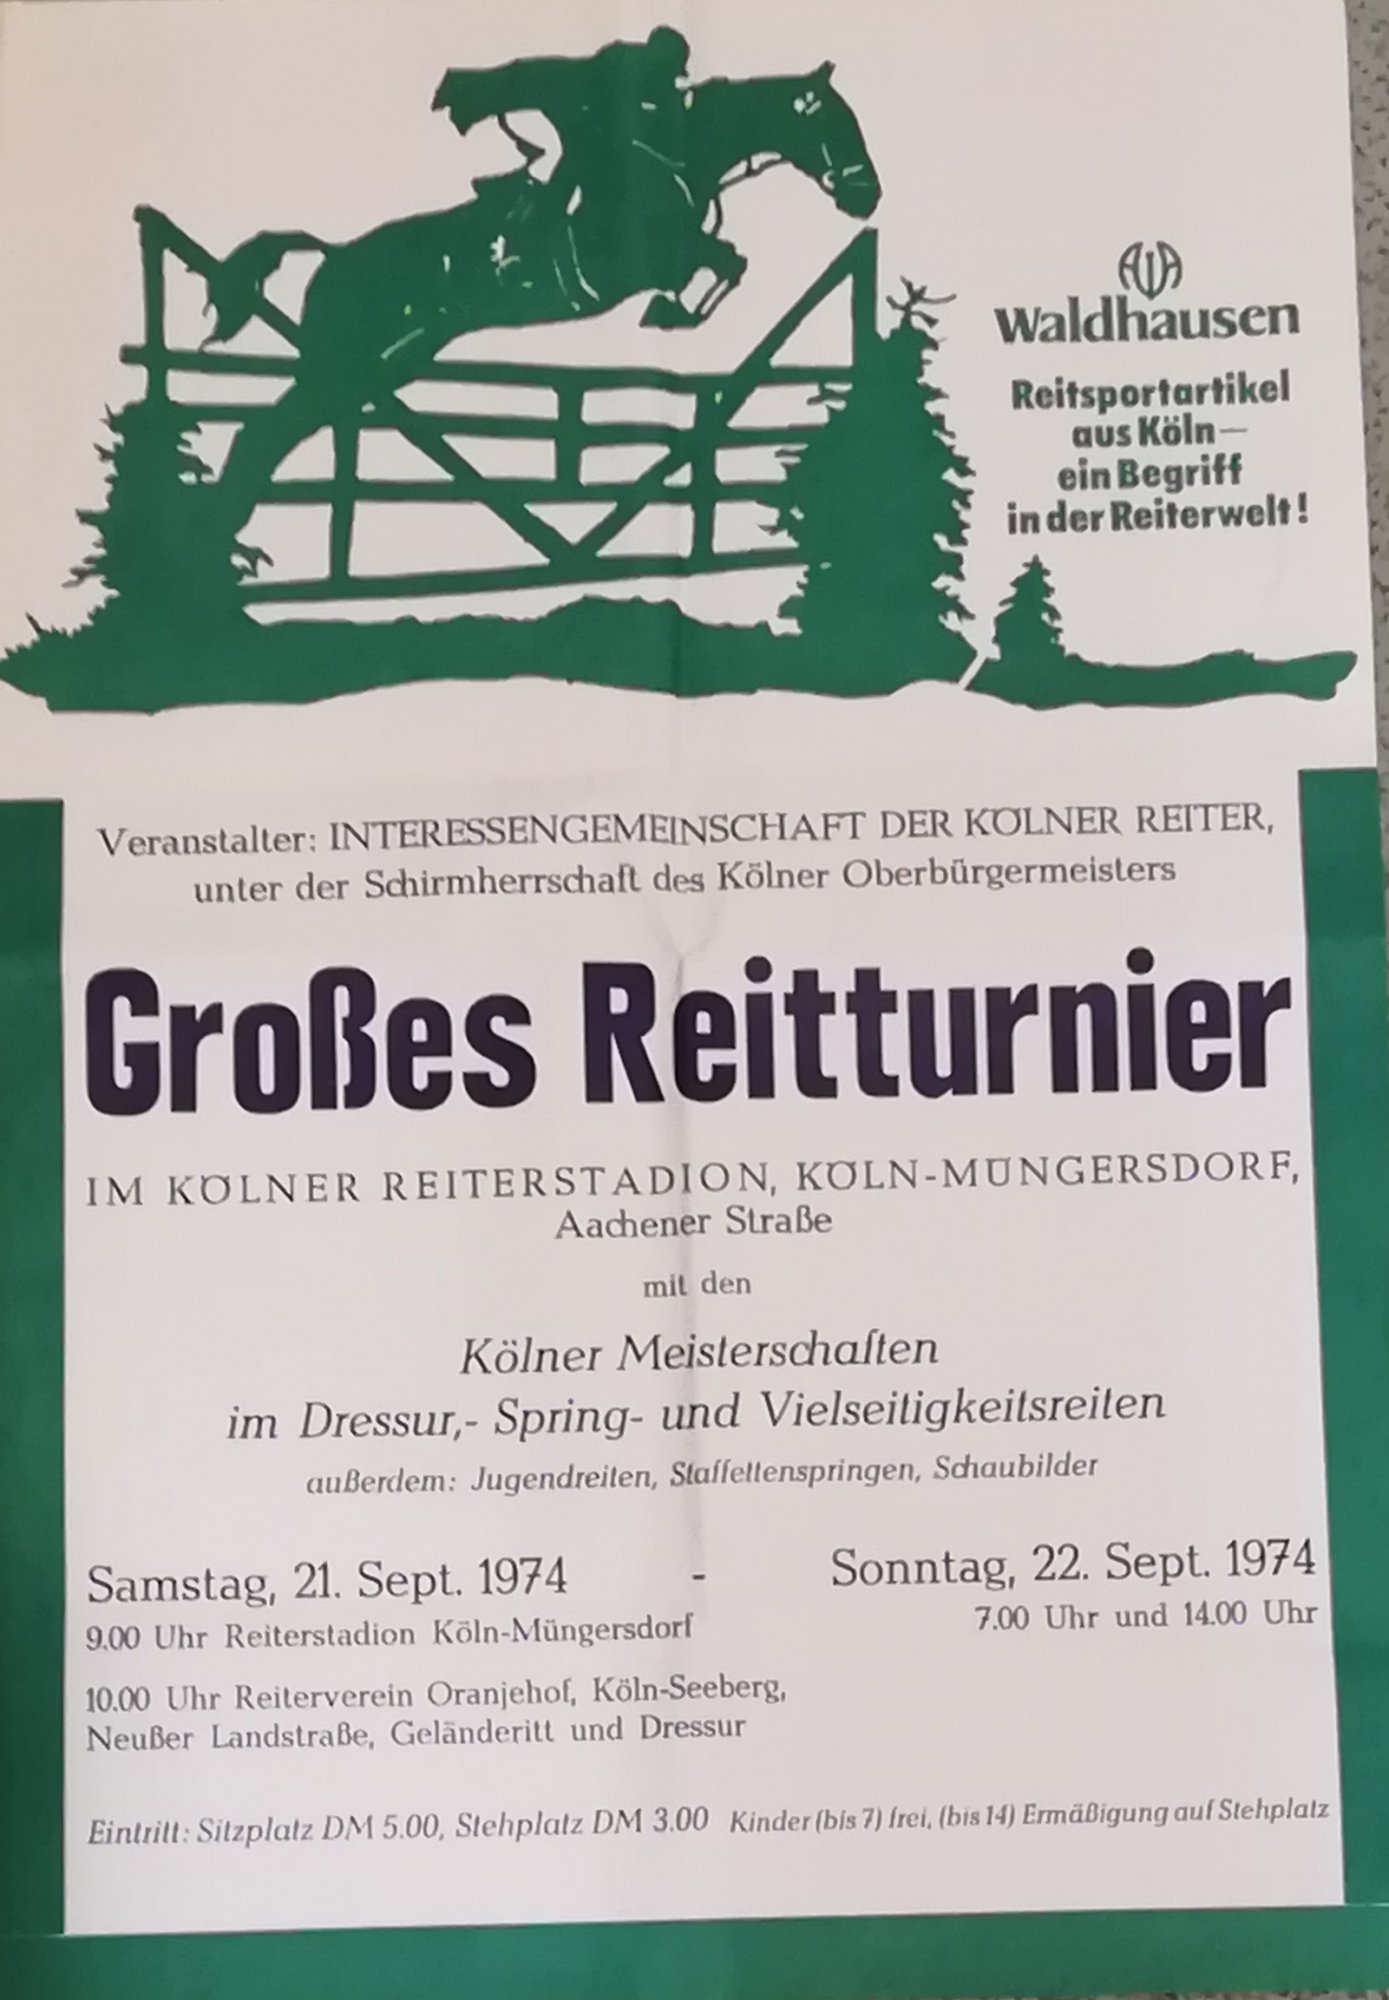 Waldhausen
Reitsportartikel
aus Köln—
ein Begriff
in der Reiterwelt!
Veranstalter: INTERESSENGEMEINSCHAFT DER KÖLNER REITER,
unter der Schirmherrschaft des Kölner Oberbürgermeisters
Großes Reitturnier
IM KÖLNER REITERSTADION, KÖLN-MÜNGERSDORF,
Aachener Straße
mit den
Kölner Meisterschaften
im Dressur,- Spring- und Vielseitigkeitsreiten
außerdem: Jugendreiten, Staffettenspringen, Schaubilder
Samstag, 21. Sept. 1974 - Sonntag, 22. Sept. 1974
9.00 Uhr Reiterstadion Köln-Müngersdorf 7.00 Uhr und 14.00 Uhr
10.00 Uhr Reiterverein Oranjehof, Köln-Seeberg,
Neußer Landstraße, Geländeritt und Dressur
Eintritt: Sitzplatz DM 5.00, Stehplatz DM 3.00 Kinder (bis 7) frei, (bis 14) Ermäßigung auf Stehplatz